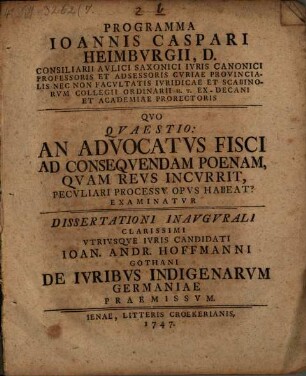 PROGRAMMA
IOANNIS CASPARI
HEIMBVRGII, D.
CONSILIARII AVLICI SAXONICI IVRIS CANONICI
PROFESSORIS ET ADSESSORIS CVRIAE PROVINCIA-
LIS NEC NON FACVLTATIS IVRIDICAE ET SCABINO-
RVM COLLEGII ORDINARII h. v. EX-DECANI
ET ACADEMIAE PRORECTORIS
QVO
QVAESTIO:
AN ADVOCATVS FISCI
AD CONSEQVENDAM POENAM,
QVAM REVS INCVRRIT,
PECVLIARI PROCESSV OPVS HABEAT?
EXAMINATVR
DISSERTATIONI INAVGVRALI
CLARISSIMI
VTRIVSQVE IVRIS CANDIDATI
IOAN. ANDR. HOFFMANNI
GOTHANI
DE IVRIBVS INDIGENARVM
GERMANIAE
PRAEMISSVM.
IENAE, LITTERIS CROEKERIANIS,
1747.